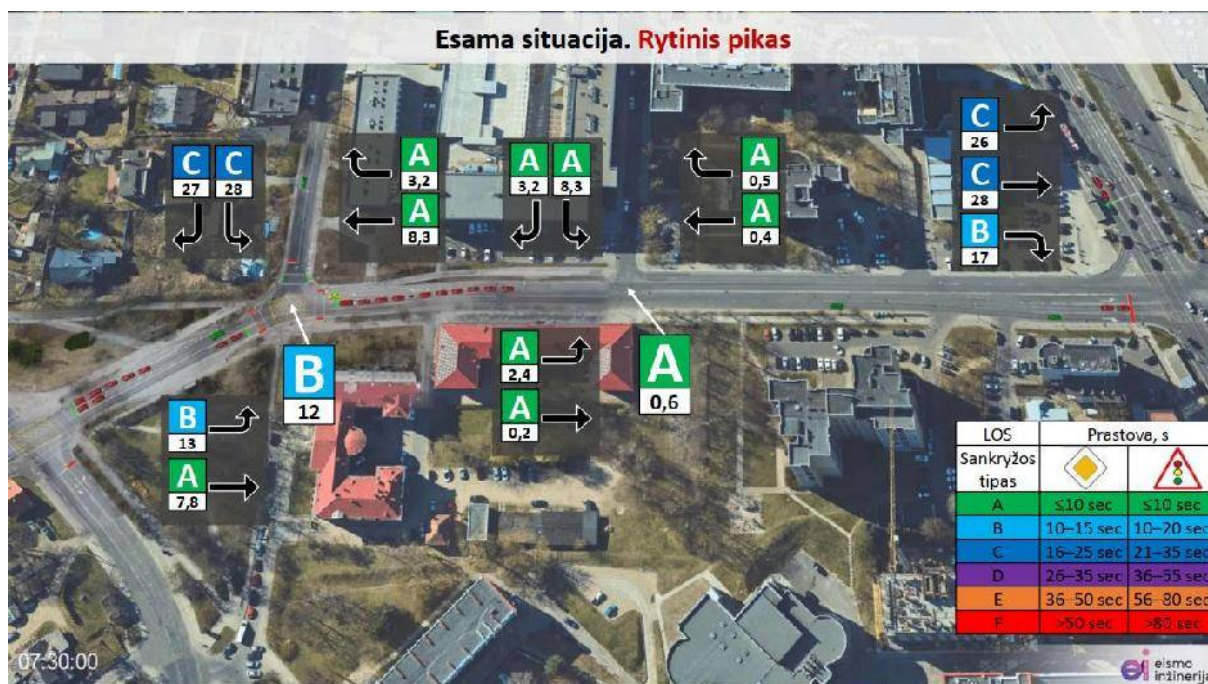 Esama situacija. Rytinis pikas
C C
27 28
A
3,2
A
8,3
A A
3,2 8,3
A
0,5
A
0,4
C
26
C
28
B
17
B
12
A
2,4
A
0,2
A
0,6
B
13
A
7,8
LOS Prastova, s
Sankryžos
tipas
A ≤10 sec ≤10 sec
B 10–15 sec 10–20 sec
C 16–25 sec 21–35 sec
D 26–35 sec 36–55 sec
E 36–50 sec 56–80 sec
F >50 sec >80 sec
07:30:00
ei eismo
inžinerija